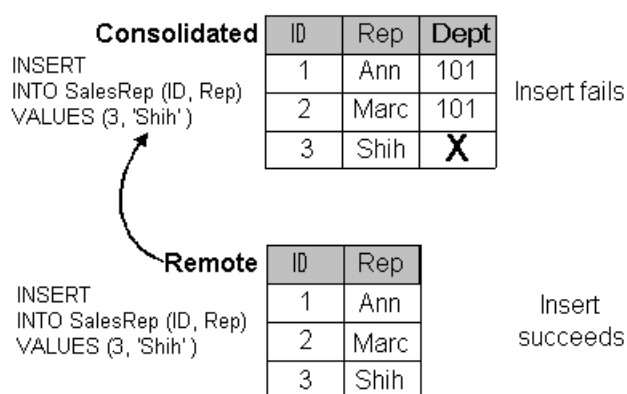 Consolidated
ID Rep Dept
INSERT
INTO SalesRep (ID, Rep)
VALUES (3, 'Shih' )
1 Ann 101
2 Marc 101
3 Shih X
Insert fails
Remote
ID Rep
INSERT
INTO SalesRep (ID, Rep)
VALUES (3, 'Shih' )
1 Ann
2 Marc
3 Shih
Insert
succeeds